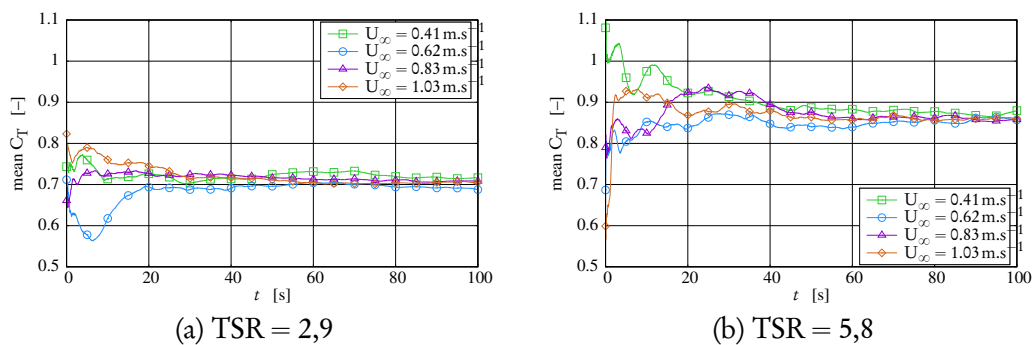 1.1
1
0.9
0.8
0.7
0.6
0.5
mean C_T [–]
U∞ = 0.41 m.s⁻¹
U∞ = 0.62 m.s⁻¹
U∞ = 0.83 m.s⁻¹
U∞ = 1.03 m.s⁻¹
0 20 40 60 80 100
t [s]
(a) TSR = 2,9
1.1
1
0.9
0.8
0.7
0.6
0.5
mean C_T [–]
U∞ = 0.41 m.s⁻¹
U∞ = 0.62 m.s⁻¹
U∞ = 0.83 m.s⁻¹
U∞ = 1.03 m.s⁻¹
0 20 40 60 80 100
t [s]
(b) TSR = 5,8